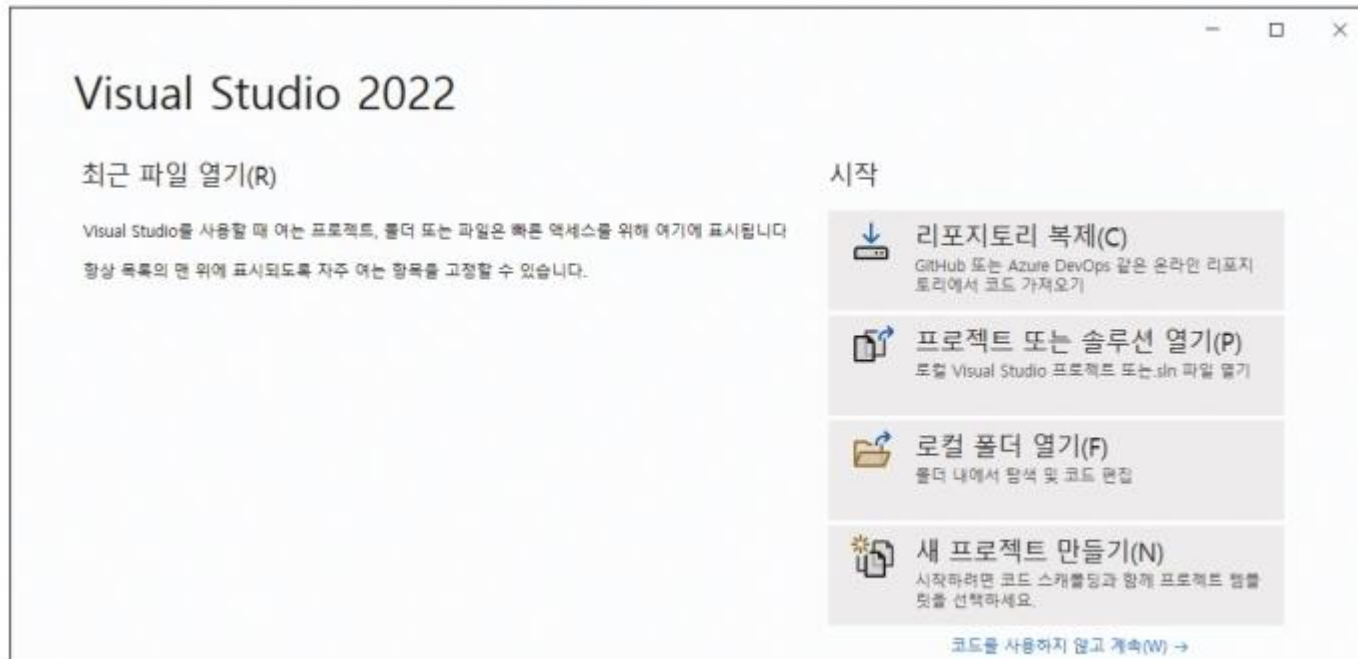 Visual Studio 2022
최근 파일 열기(R)
Visual Studio를 사용할 때 여는 프로젝트, 폴더 또는 파일은 빠른 액세스를 위해 여기에 표시됩니다
항상 목록의 맨 위에 표시되도록 자주 여는 항목을 고정할 수 있습니다.
시작
리포지토리 복제(C)
GitHub 또는 Azure DevOps 같은 온라인 리포지
토리에서 코드 가져오기
프로젝트 또는 솔루션 열기(P)
로컬 Visual Studio 프로젝트 또는.sln 파일 열기
로컬 폴더 열기(F)
폴더 내에서 탐색 및 코드 편집
새 프로젝트 만들기(N)
시작하려면 코드 스캐폴딩과 함께 프로젝트 템플
릿을 선택하세요.
코드를 사용하지 않고 계속(W) →